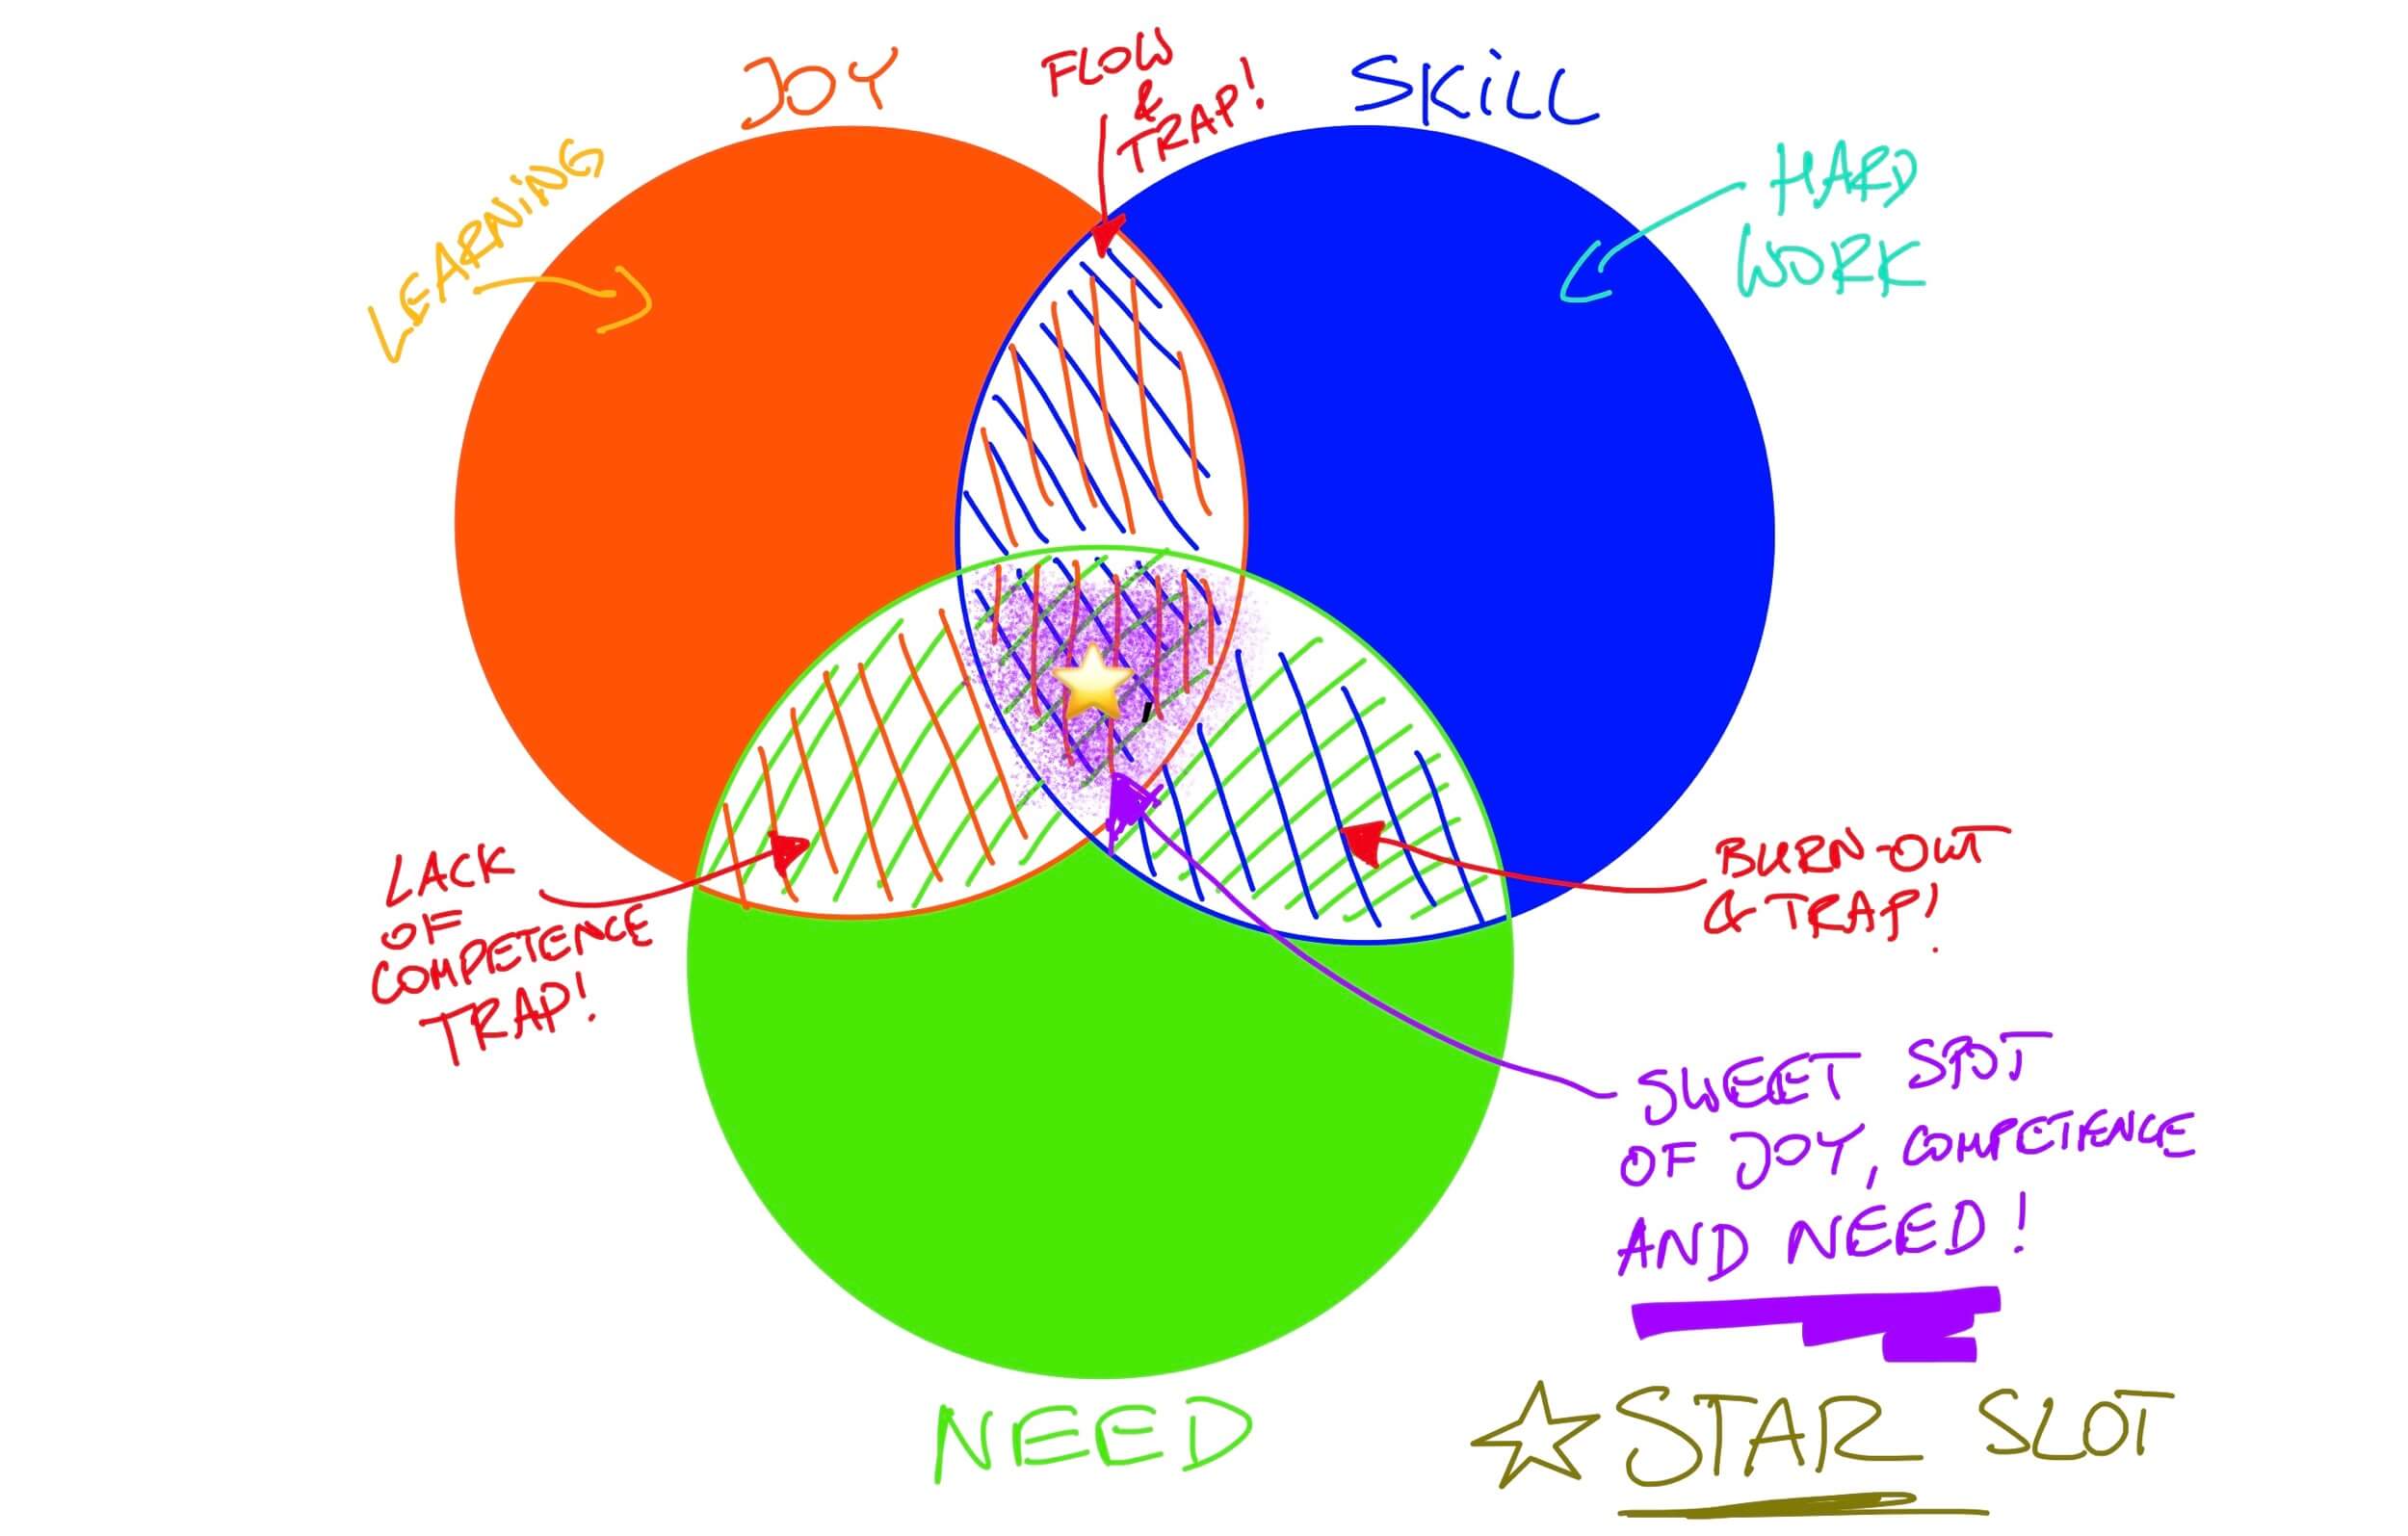 JOY
FLOW
&
TRAP!
SKiLL
LEARNiNG
HARD
WORK
LACK
OF
COMPETENCE
TRAP!
BURN-OUT
& TRAP!
SWEET SPOT
OF JOY, COMPETENCE
AND NEED!
NEED
STAR SLOT